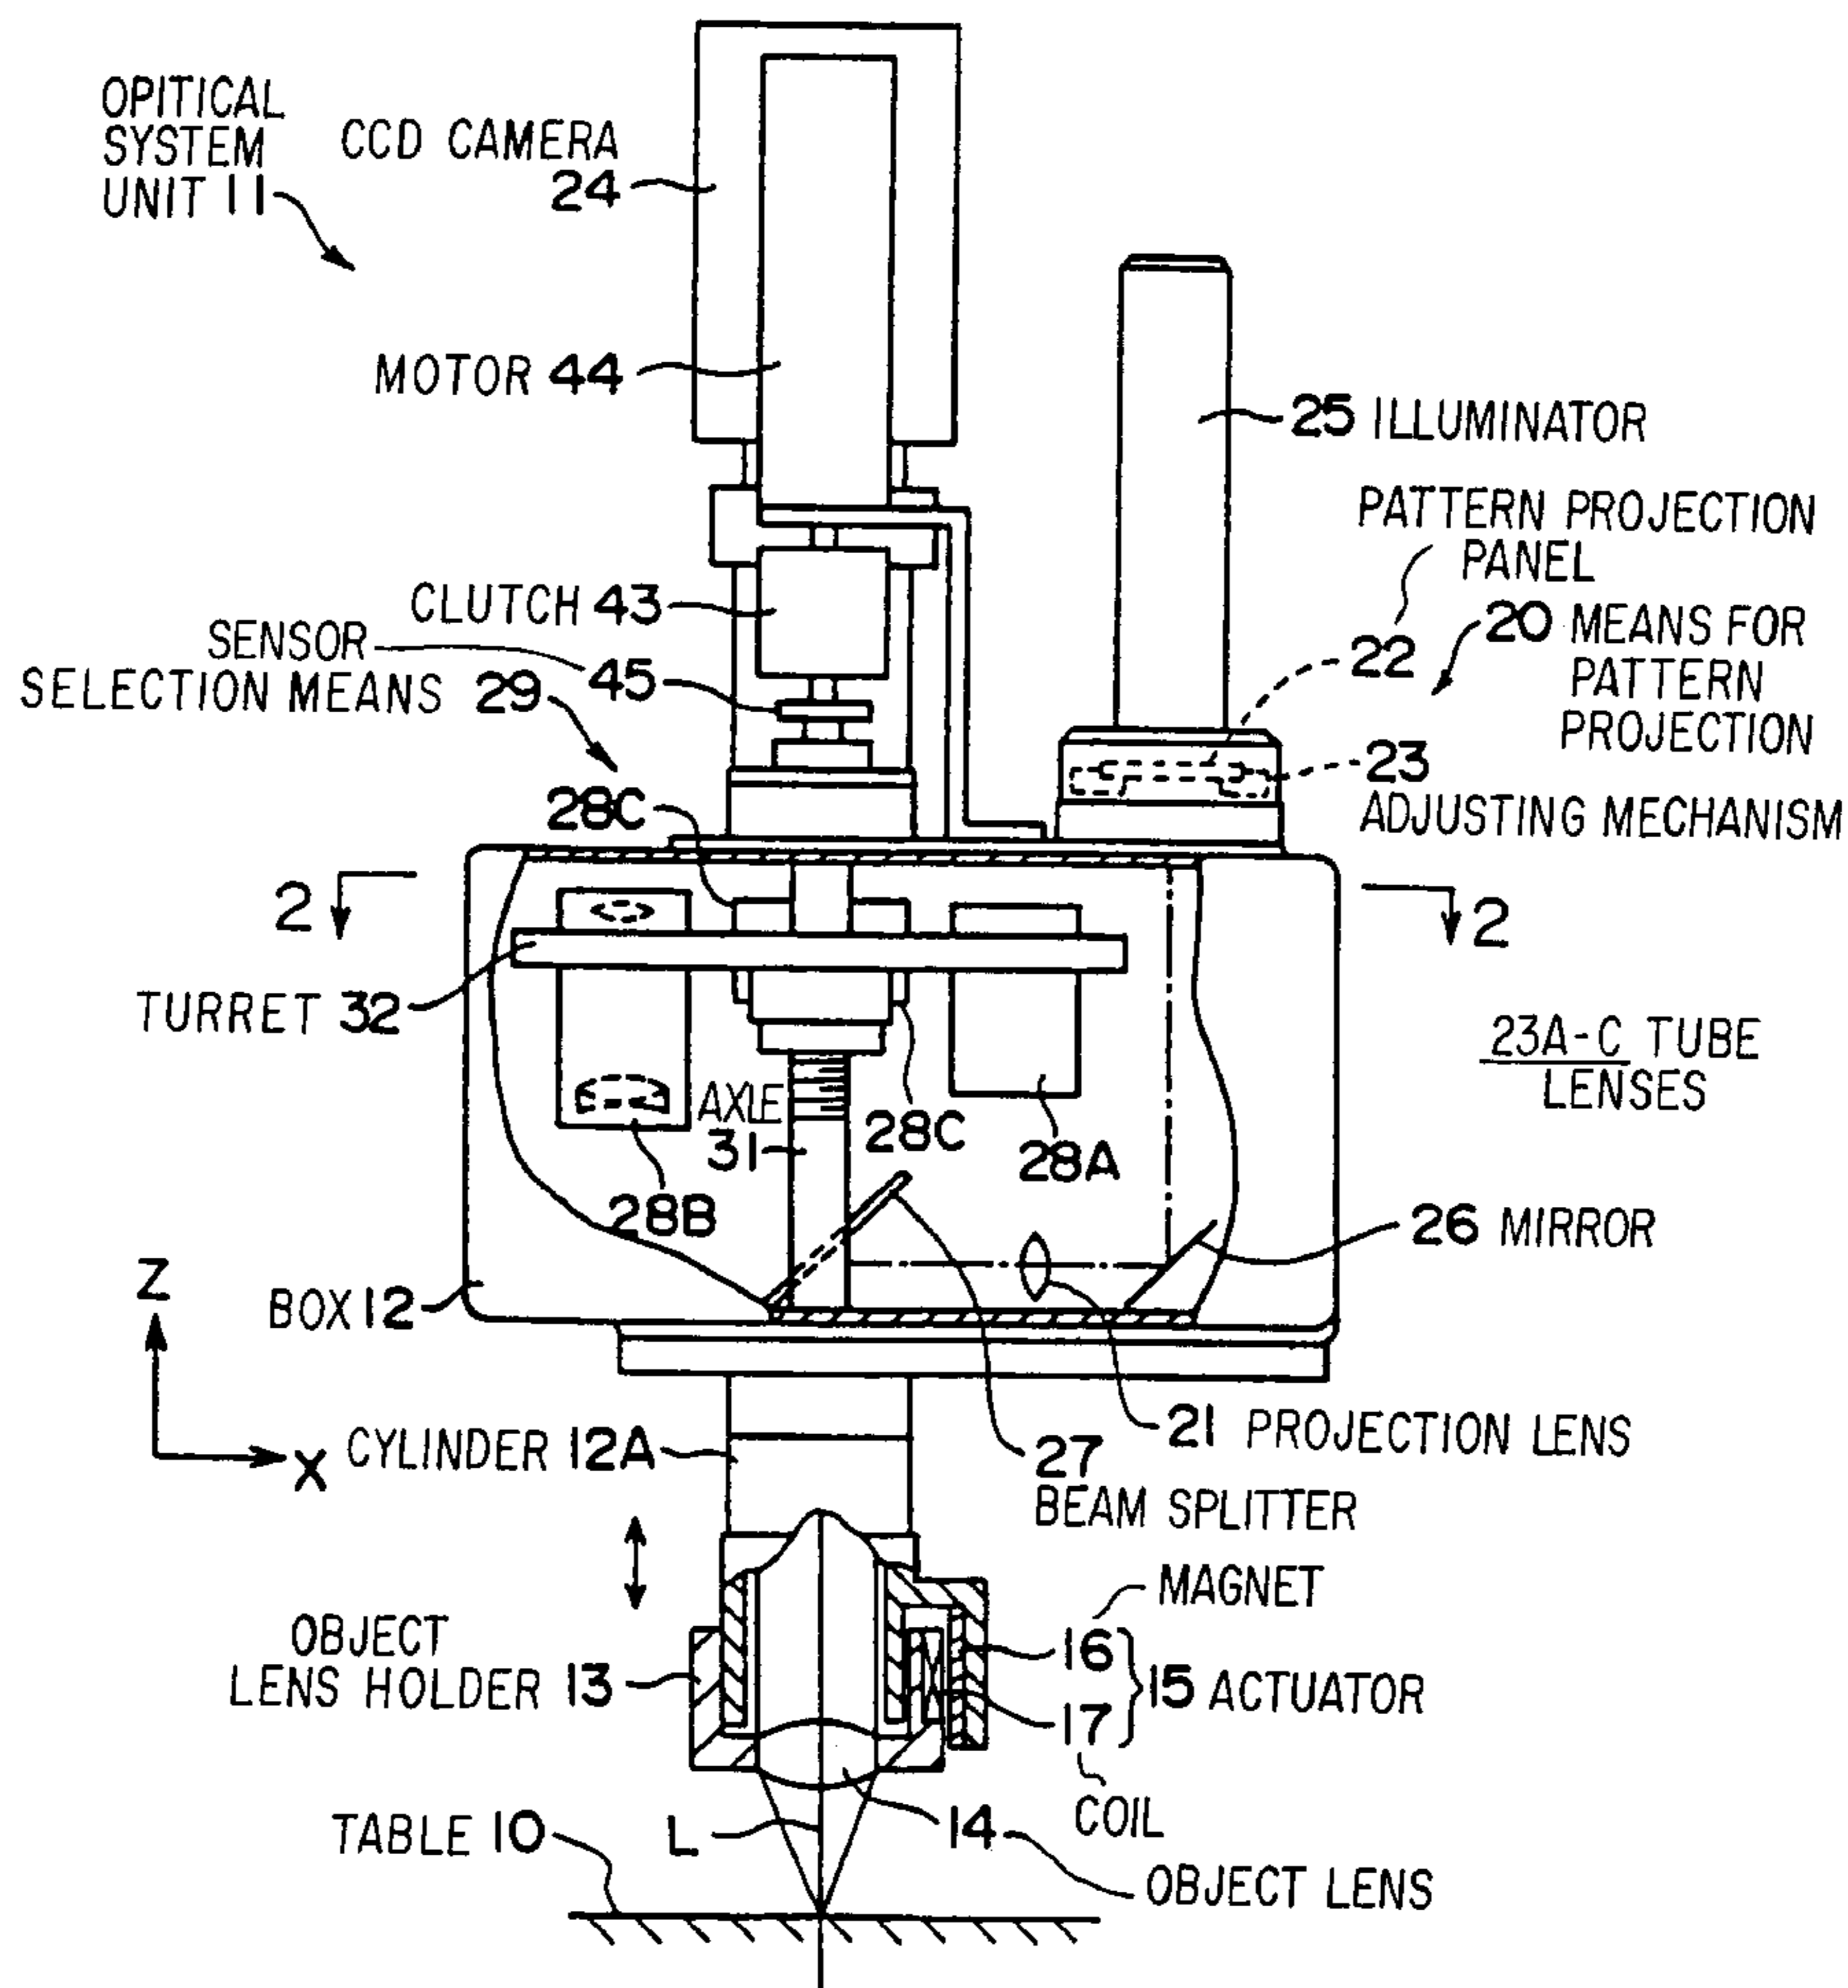 OPITICAL
SYSTEM
UNIT 11
CCD CAMERA
24
MOTOR 44
25 ILLUMINATOR
PATTERN PROJECTION
PANEL
22
20 MEANS FOR
PATTERN
PROJECTION
CLUTCH 43
SENSOR
45
SELECTION MEANS 29
23
ADJUSTING MECHANISM
28C
2
2
TURRET 32
23A-C TUBE
LENSES
AXLE
31
28C
28A
28B
26 MIRROR
Z
BOX 12
X
CYLINDER 12A
21 PROJECTION LENS
27
BEAM SPLITTER
MAGNET
OBJECT
LENS HOLDER 13
16
15 ACTUATOR
17
COIL
TABLE 10
L
14
OBJECT LENS